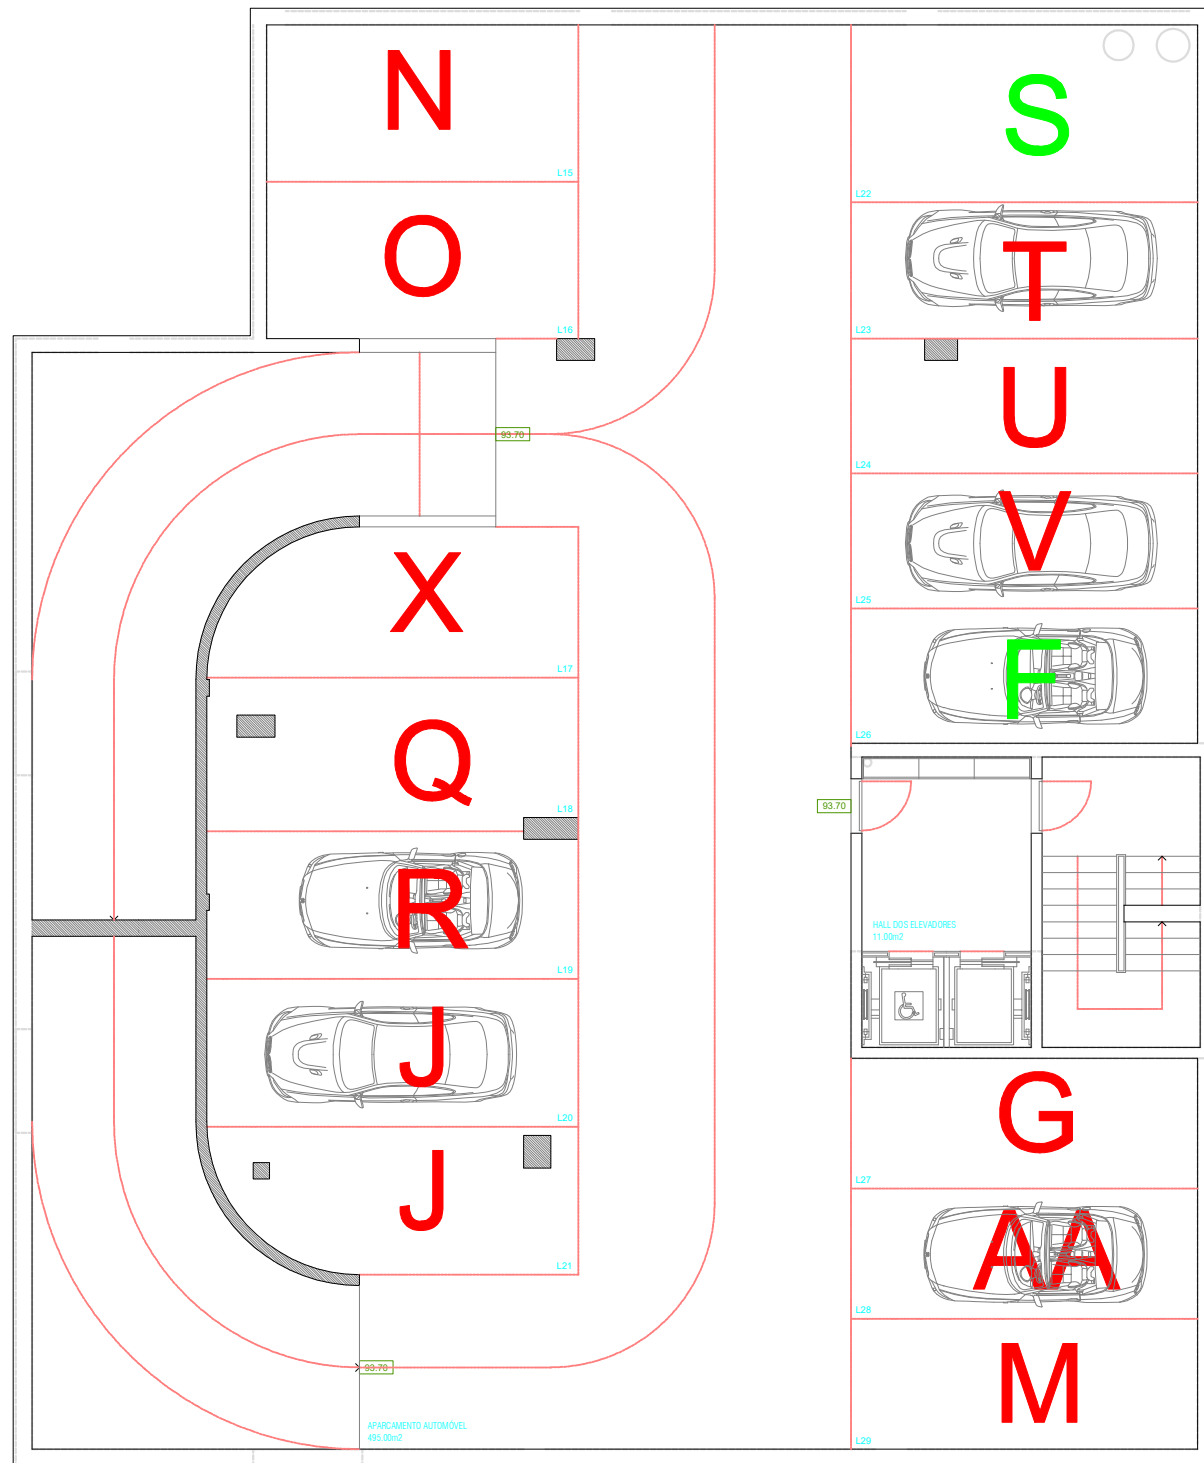 N
L15
O
L16
93.70
X
L17
Q
L18
R
L19
J
L20
J
L21
93.70
APARCAMENTO AUTOMÓVEL
495.00m2
S
L22
T
L23
U
L24
V
L25
F
L26
93.70
HALL DOS ELEVADORES
11.00m2
G
L27
AA
L28
M
L29